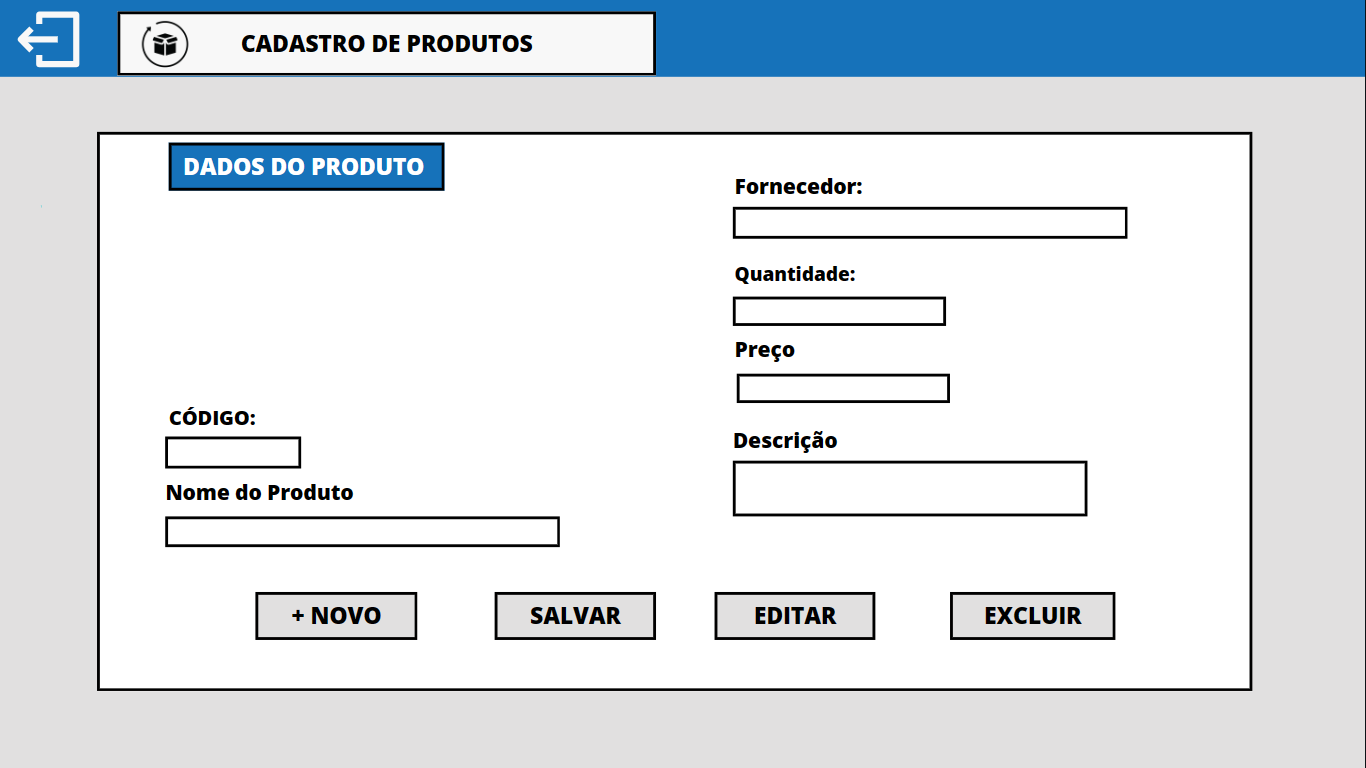 CADASTRO DE PRODUTOS
DADOS DO PRODUTO
CÓDIGO:
Nome do Produto
Fornecedor:
Quantidade:
Preço
Descrição
+ NOVO
SALVAR
EDITAR
EXCLUIR